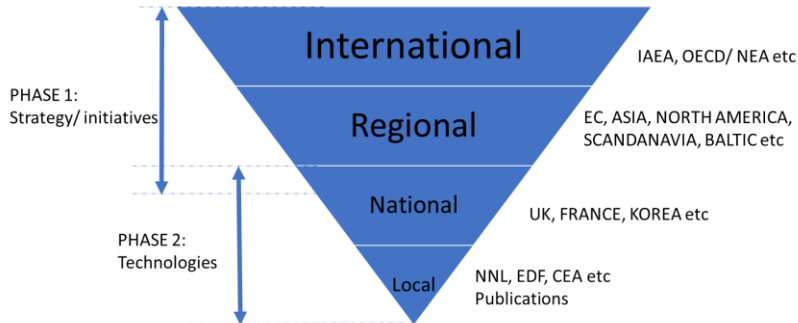 International
IAEA, OECD/ NEA etc
PHASE 1:
Strategy/ initiatives
Regional
EC, ASIA, NORTH AMERICA,
SCANDANAVIA, BALTIC etc
National
UK, FRANCE, KOREA etc
PHASE 2:
Technologies
Local
NNL, EDF, CEA etc
Publications